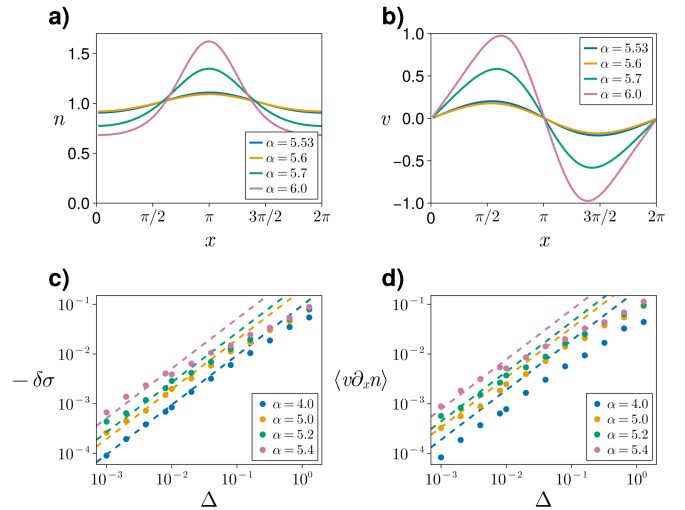 a)
1.5
1.0
0.5
0.0
n
0
π/2
π
3π/2
2π
x
α = 5.53
α = 5.6
α = 5.7
α = 6.0
b)
1.0
0.5
0.0
−0.5
−1.0
v
0
π/2
π
3π/2
2π
x
α = 5.53
α = 5.6
α = 5.7
α = 6.0
c)
10⁻¹
10⁻²
10⁻³
10⁻⁴
− δσ
10⁻³
10⁻²
10⁻¹
10⁰
Δ
α = 4.0
α = 5.0
α = 5.2
α = 5.4
d)
10⁻¹
10⁻²
10⁻³
10⁻⁴
⟨v∂ₓn⟩
10⁻³
10⁻²
10⁻¹
10⁰
Δ
α = 4.0
α = 5.0
α = 5.2
α = 5.4